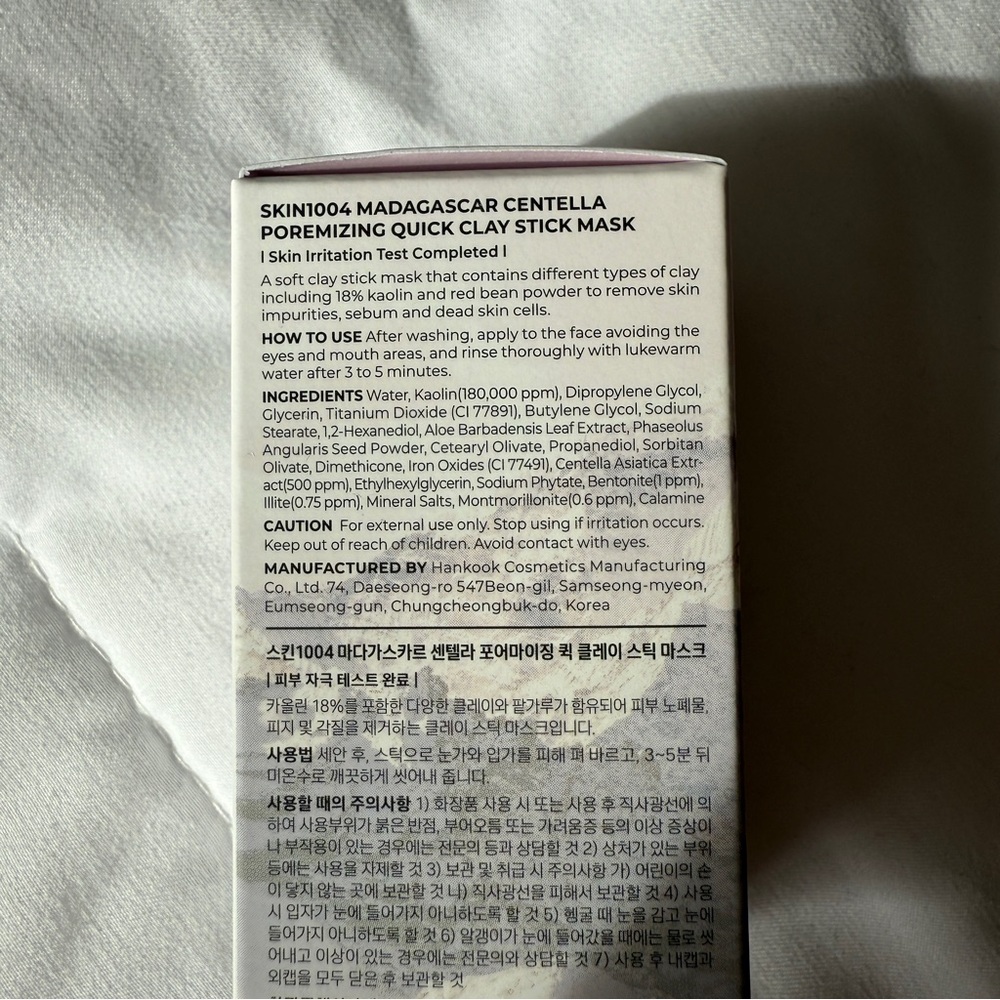 SKIN1004 MADAGASCAR CENTELLA
POREMIZING QUICK CLAY STICK MASK
| Skin Irritation Test Completed |
A soft clay stick mask that contains different types of clay
including 18% kaolin and red bean powder to remove skin
impurities, sebum and dead skin cells.
HOW TO USE After washing, apply to the face avoiding the
eyes and mouth areas, and rinse thoroughly with lukewarm
water after 3 to 5 minutes.
INGREDIENTS Water, Kaolin(180,000 ppm), Dipropylene Glycol,
Glycerin, Titanium Dioxide (CI 77891), Butylene Glycol, Sodium
Stearate, 1,2-Hexanediol, Aloe Barbadensis Leaf Extract, Phaseolus
Angularis Seed Powder, Cetearyl Olivate, Propanediol, Sorbitan
Olivate, Dimethicone, Iron Oxides (CI 77491), Centella Asiatica Extr-
act(500 ppm), Ethylhexylglycerin, Sodium Phytate, Bentonite(1 ppm),
Illite(0.75 ppm), Mineral Salts, Montmorillonite(0.6 ppm), Calamine
CAUTION For external use only. Stop using if irritation occurs.
Keep out of reach of children. Avoid contact with eyes.
MANUFACTURED BY Hankook Cosmetics Manufacturing
Co., Ltd. 74, Daeseong-ro 547Beon-gil, Samseong-myeon,
Eumseong-gun, Chungcheongbuk-do, Korea
스킨1004 마다가스카르 센텔라 포어마이징 퀵 클레이 스틱 마스크
| 피부 자극 테스트 완료 |
카올린 18%를 포함한 다양한 클레이와 팥가루가 함유되어 피부 노폐물,
피지 및 각질을 제거하는 클레이 스틱 마스크입니다.
사용법 세안 후, 스틱으로 눈가와 입가를 피해 펴 바르고, 3~5분 뒤
미온수로 깨끗하게 씻어내 줍니다.
사용할 때의 주의사항 1) 화장품 사용 시 또는 사용 후 직사광선에 의
하여 사용부위가 붉은 반점, 부어오름 또는 가려움증 등의 이상 증상이
나 부작용이 있는 경우에는 전문의 등과 상담할 것 2) 상처가 있는 부위
등에는 사용을 자제할 것 3) 보관 및 취급 시 주의사항 가) 어린이의 손
이 닿지 않는 곳에 보관할 것 나) 직사광선을 피해서 보관할 것 4) 사용
시 입자가 눈에 들어가지 아니하도록 할 것 5) 헹굴 때 눈을 감고 눈에
들어가지 아니하도록 할 것 6) 알갱이가 눈에 들어갔을 때에는 물로 씻
어내고 이상이 있는 경우에는 전문의와 상담할 것 7) 사용 후 내캡과
외캡을 모두 닫은 후 보관할 것